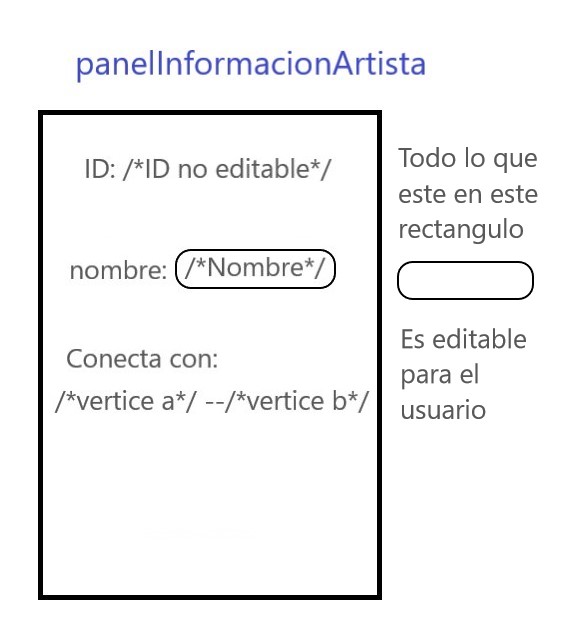 panelInformacionArtista
ID: /*ID no editable*/
nombre: /*Nombre*/
Conecta con:
/*vertice a*/ --/*vertice b*/
Todo lo que
este en este
rectangulo
Es editable
para el
usuario